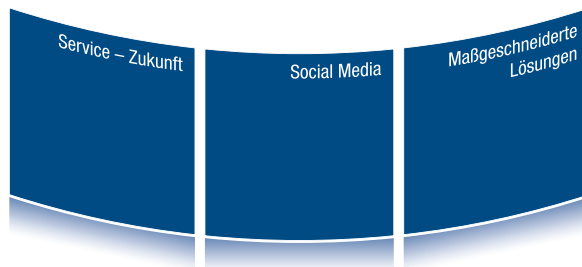 Service – Zukunft
Social Media
Maßgeschneiderte
Lösungen